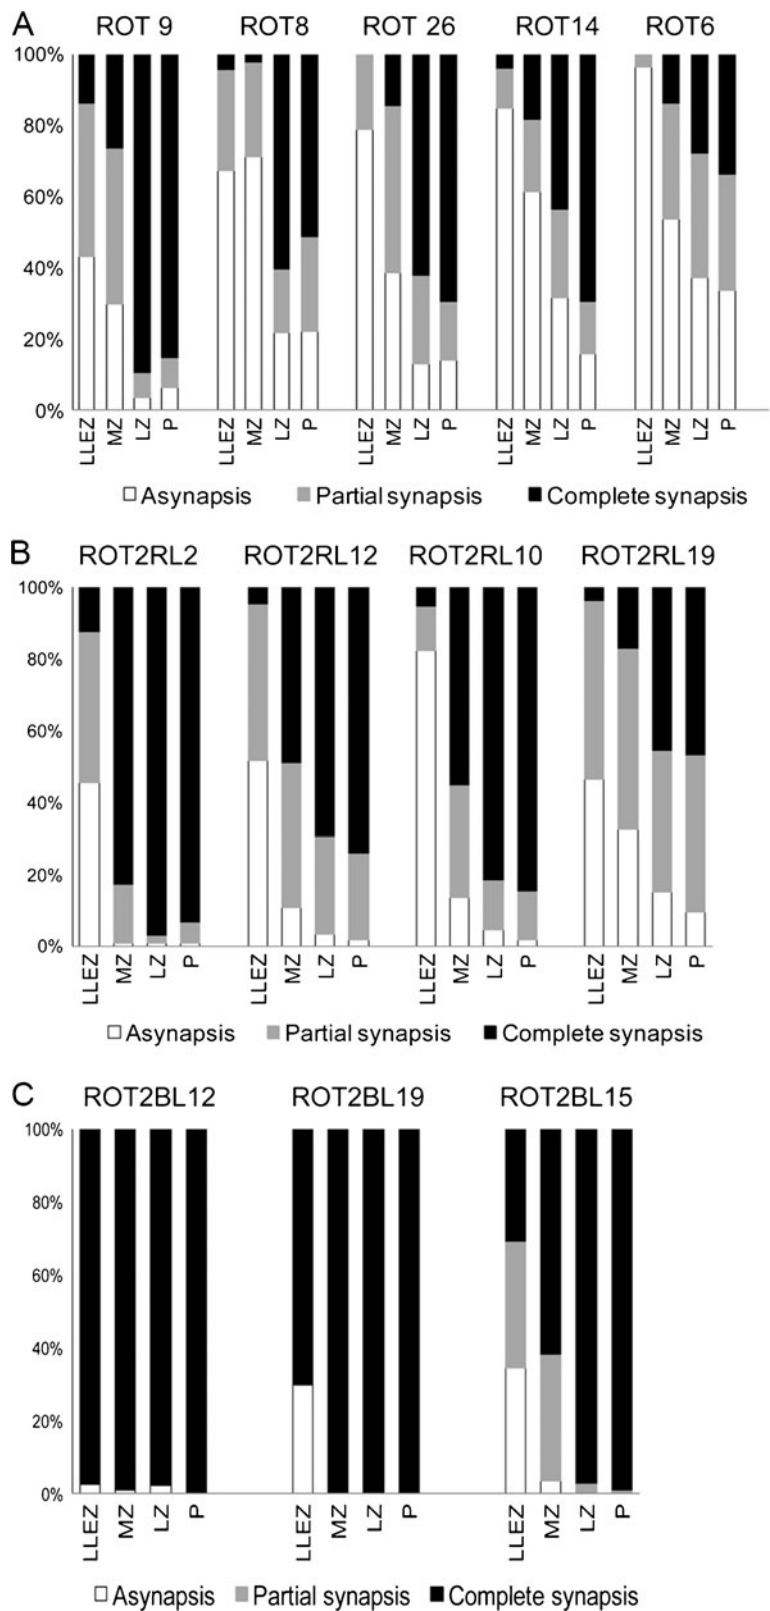 A ROT 9 ROT8 ROT 26 ROT14 ROT6
100%
80%
60%
40%
20%
0%
LLEZ MZ LZ P LLEZ MZ LZ P LLEZ MZ LZ P LLEZ MZ LZ P LLEZ MZ LZ P
Asynapsis Partial synapsis Complete synapsis
B ROT2RL2 ROT2RL12 ROT2RL10 ROT2RL19
100%
80%
60%
40%
20%
0%
LLEZ MZ LZ P LLEZ MZ LZ P LLEZ MZ LZ P LLEZ MZ LZ P
Asynapsis Partial synapsis Complete synapsis
C ROT2BL12 ROT2BL19 ROT2BL15
100%
80%
60%
40%
20%
0%
LLEZ MZ LZ P LLEZ MZ LZ P LLEZ MZ LZ P
Asynapsis Partial synapsis Complete synapsis